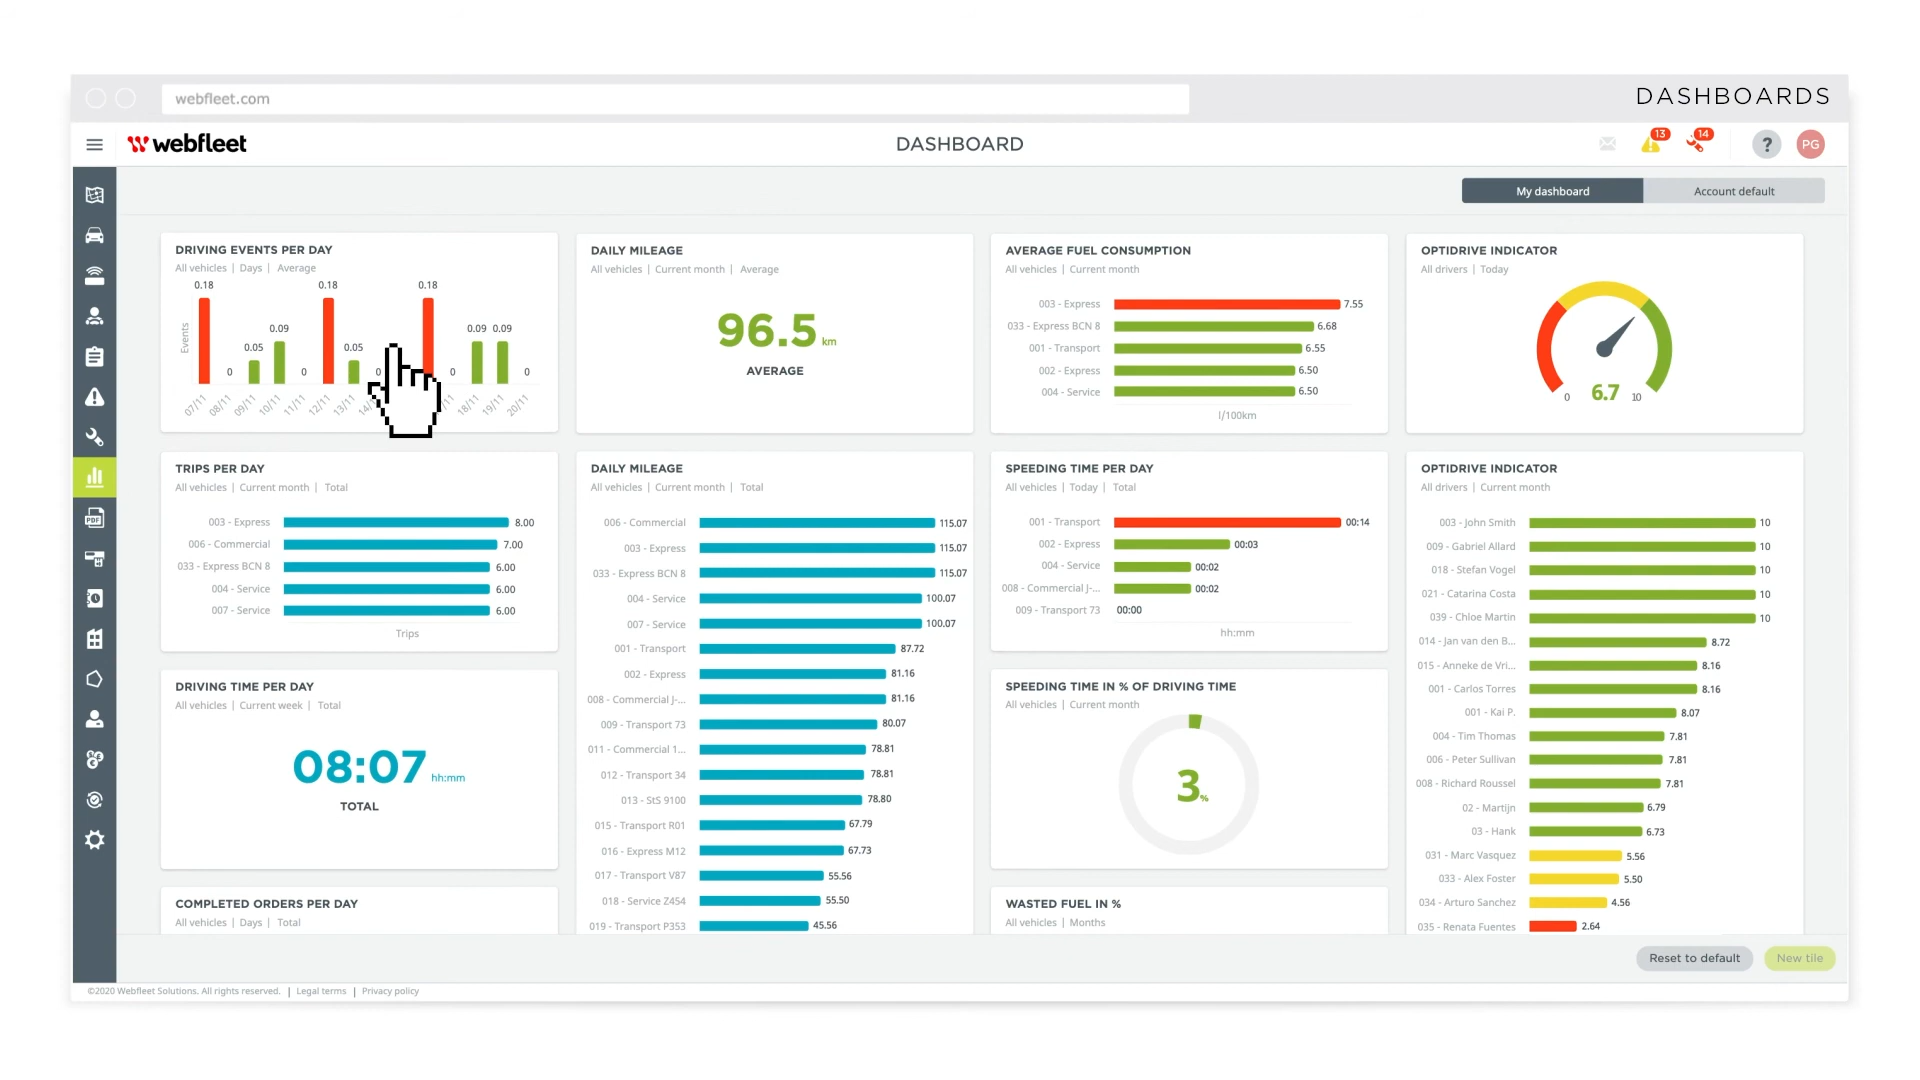 webfleet.com
DASHBOARDS
webfleet
DASHBOARD
13
14
?
PG
My dashboard
Account default
DRIVING EVENTS PER DAY
All vehicles | Days | Average
Events
0.18
0
0.05
0.09
0
0.18
0.05
0
0.18
0
0.09
0.09
0
07/11
08/11
09/11
10/11
11/11
12/11
13/11
18/11
19/11
20/11
DAILY MILEAGE
All vehicles | Current month | Average
96.5 km
AVERAGE
AVERAGE FUEL CONSUMPTION
All vehicles | Current month
003 - Express 7.55
033 - Express BCN 8 6.68
001 - Transport 6.55
002 - Express 6.50
004 - Service 6.50
l/100km
OPTIDRIVE INDICATOR
All drivers | Today
0 6.7 10
TRIPS PER DAY
All vehicles | Current month | Total
003 - Express 8.00
006 - Commercial 7.00
033 - Express BCN 8 6.00
004 - Service 6.00
007 - Service 6.00
Trips
DAILY MILEAGE
All vehicles | Current month | Total
006 - Commercial 115.07
003 - Express 115.07
033 - Express BCN 8 115.07
004 - Service 100.07
007 - Service 100.07
001 - Transport 87.72
002 - Express 81.16
008 - Commercial J-... 81.16
009 - Transport 73 80.07
011 - Commercial 1... 78.81
012 - Transport 34 78.81
013 - StS 9100 78.80
015 - Transport R01 67.79
016 - Express M12 67.73
017 - Transport V87 55.56
018 - Service Z454 55.50
019 - Transport P353 45.56
SPEEDING TIME PER DAY
All vehicles | Today | Total
001 - Transport 00:14
002 - Express 00:03
004 - Service 00:02
008 - Commercial J-... 00:02
009 - Transport 73 00:00
hh:mm
OPTIDRIVE INDICATOR
All drivers | Current month
003 - John Smith 10
009 - Gabriel Allard 10
018 - Stefan Vogel 10
021 - Catarina Costa 10
039 - Chloe Martin 10
014 - Jan van den B... 8.72
015 - Anneke de Vri... 8.16
001 - Carlos Torres 8.16
001 - Kai P. 8.07
004 - Tim Thomas 7.81
006 - Peter Sullivan 7.81
008 - Richard Roussel 7.81
02 - Martijn 6.79
03 - Hank 6.73
031 - Marc Vasquez 5.56
033 - Alex Foster 5.50
034 - Arturo Sanchez 4.56
035 - Renata Fuentes 2.64
DRIVING TIME PER DAY
All vehicles | Current week | Total
08:07 hh:mm
TOTAL
SPEEDING TIME IN % OF DRIVING TIME
All vehicles | Current month
3%
COMPLETED ORDERS PER DAY
All vehicles | Days | Total
WASTED FUEL IN %
All vehicles | Months
PDF
Reset to default
New tile
©2020 Webfleet Solutions. All rights reserved. | Legal terms | Privacy policy